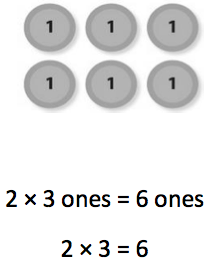 1 1 1
1 1 1
2 × 3 ones = 6 ones
2 × 3 = 6